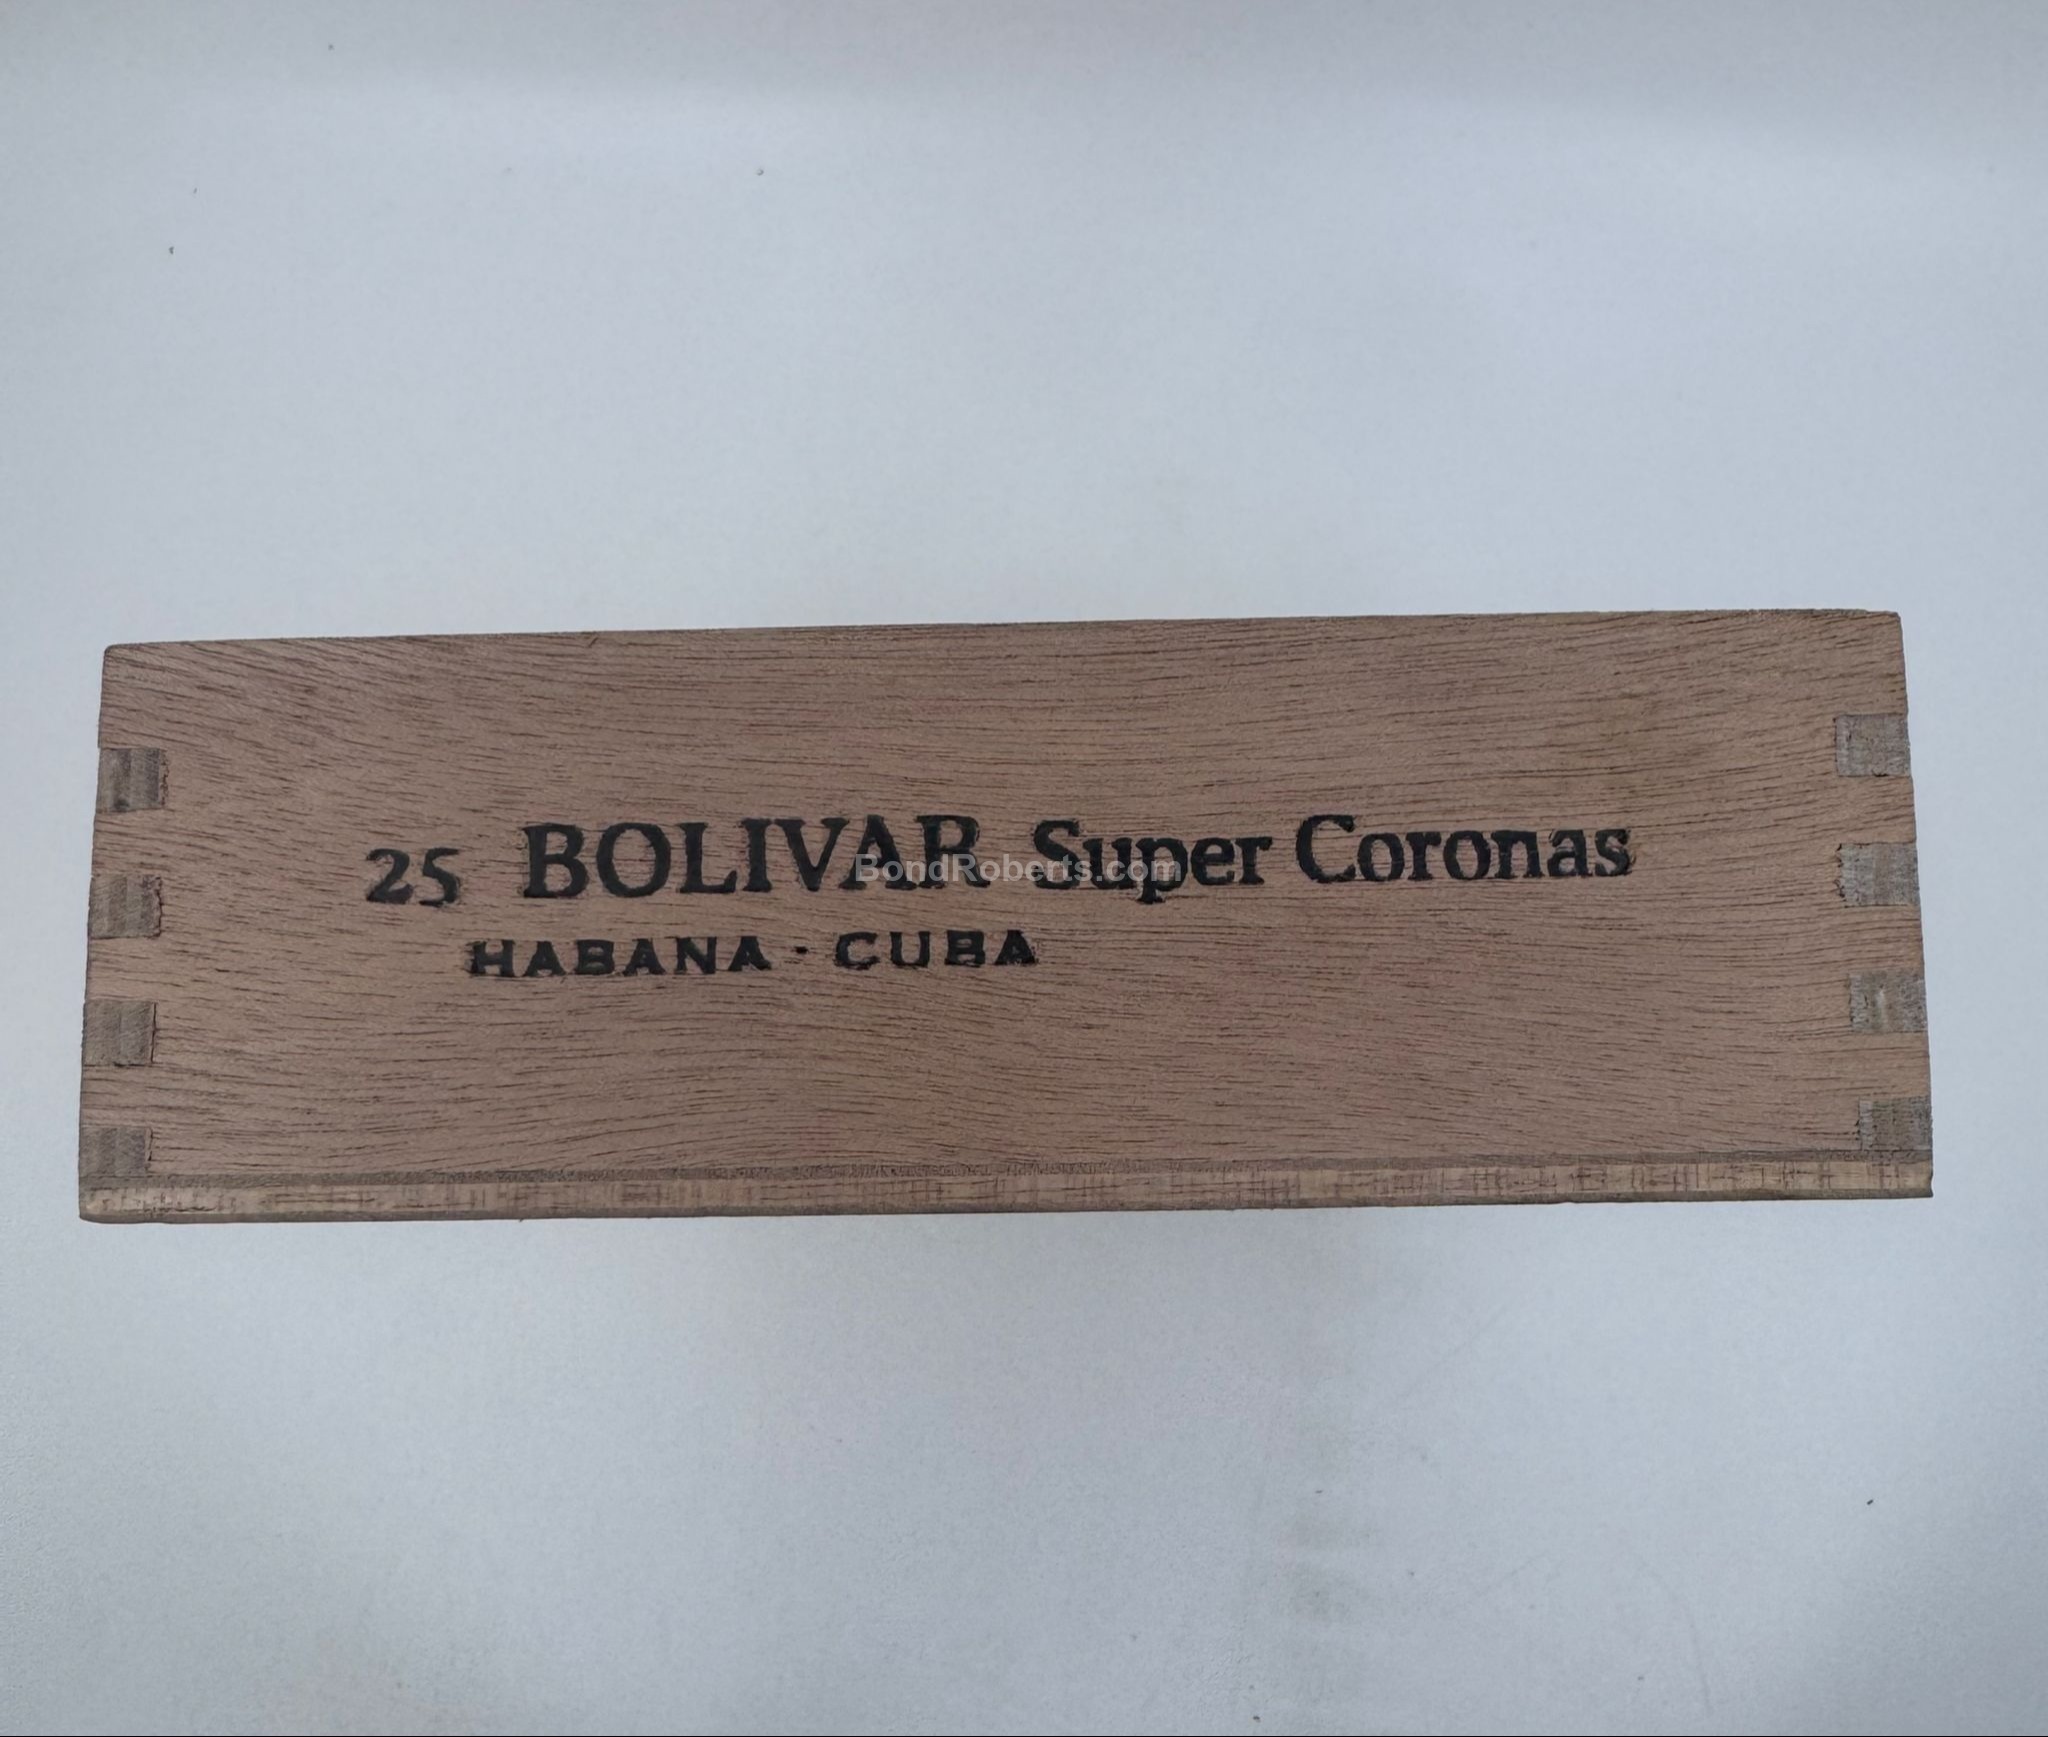 25 BOLIVAR Super Coronas
BondRoberts.com
HABANA · CUBA